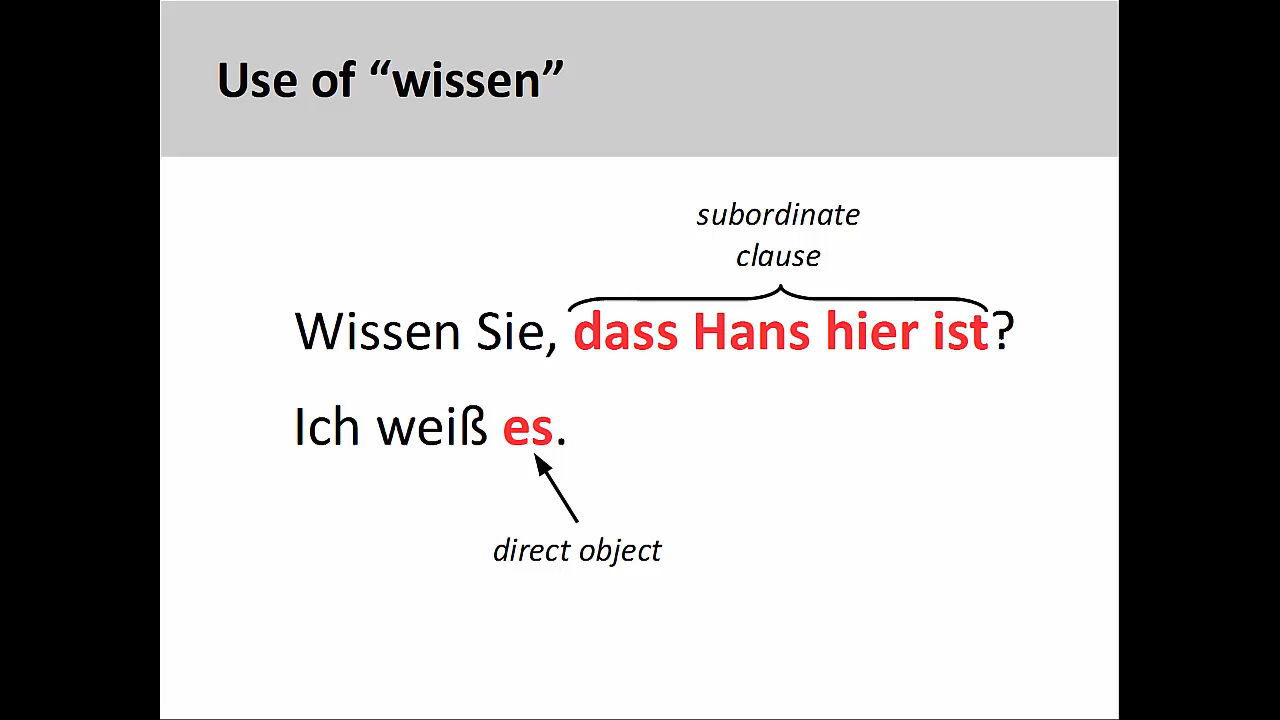 Use of “wissen”
subordinate
clause
Wissen Sie, dass Hans hier ist?
Ich weiß es.
direct object